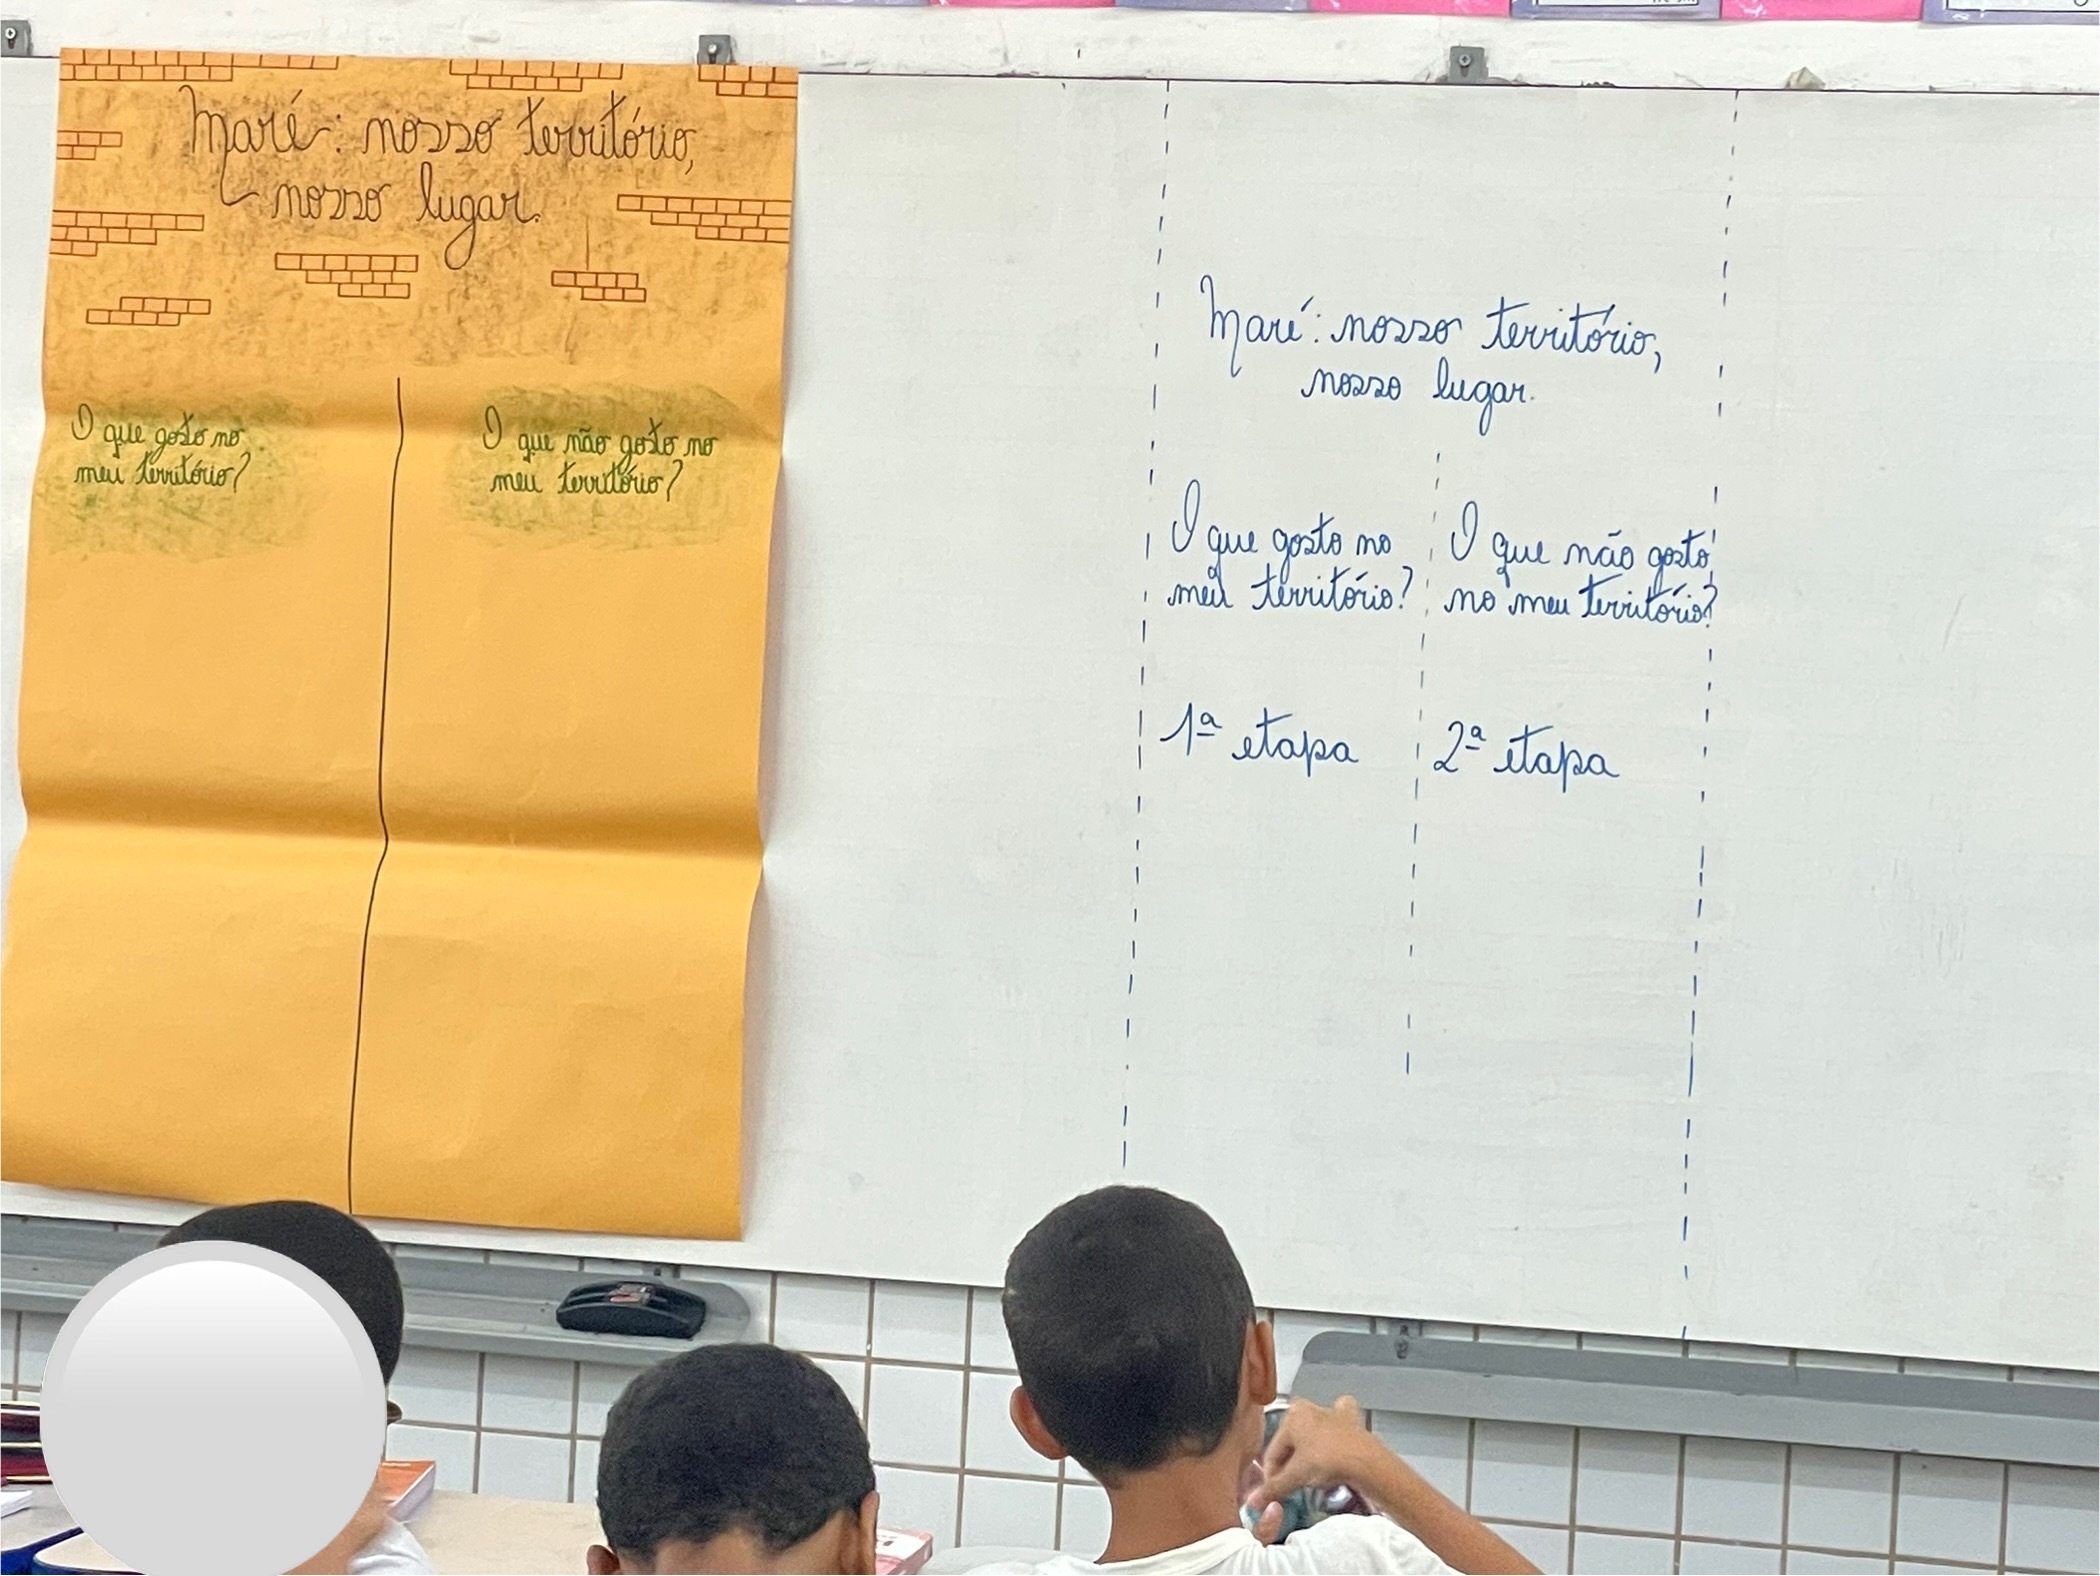 Maré: nosso território,
nosso lugar.
O que gosto no
meu território?
O que não gosto no
meu território?
Maré: nosso território,
nosso lugar.
O que gosto no
meu território?
O que não gosto
no meu território?
1ª etapa
2ª etapa